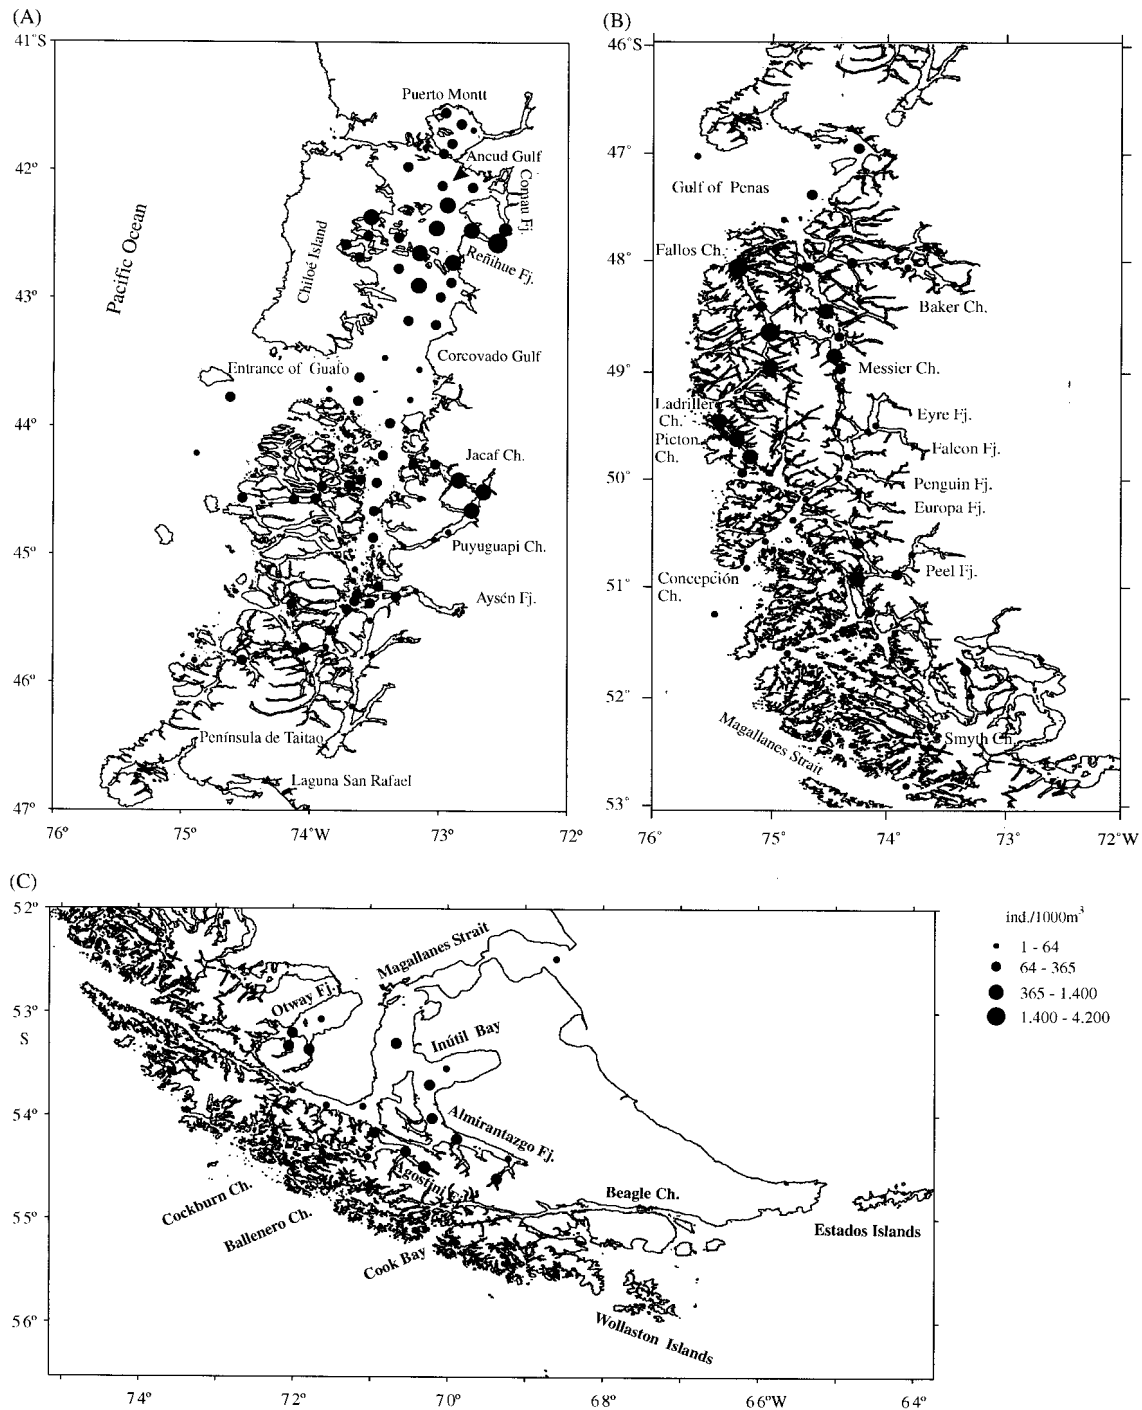 (A)
41°S
42°
43°
44°
45°
46°
47°
76°
75°
74°W
73°
72°
Puerto Montt
Ancud Gulf
Comau Fj.
Reñihue Fj.
Pacific Ocean
Chiloé Island
Corcovado Gulf
Entrance of Guafo
Jacaf Ch.
Puyuguapi Ch.
Aysén Fj.
Península de Taitao
Laguna San Rafael
(B)
46°S
47°
48°
49°
50°
51°
52°
53°
76°
75°
74°
73°
72°W
Gulf of Penas
Fallos Ch.
Baker Ch.
Messier Ch.
Ladrillero
Ch.
Picton
Ch.
Eyre Fj.
Falcon Fj.
Penguin Fj.
Europa Fj.
Peel Fj.
Concepción
Ch.
Smyth Ch.
Magallanes Strait
(C)
52°
53°
S
54°
55°
56°
74°
72°
70°
68°
66°W
64°
Magallanes Strait
Otway Fj.
Inútil Bay
Almirantazgo Fj.
Agostini Fj.
Beagle Ch.
Estados Islands
Cockburn Ch.
Ballenero Ch.
Cook Bay
Wollaston Islands
ind./1000m³
1 - 64
64 - 365
365 - 1.400
1.400 - 4.200